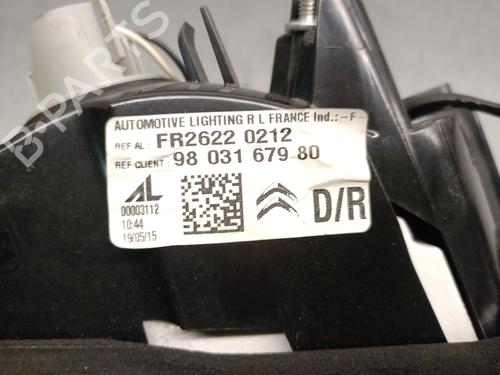 B-PARTS
AUTOMOTIVE LIGHTING R L FRANCE Ind.: -F-
REF AL: FR2622 0212
REF CLIENT 98 031 679 80
AL
00003112
10:44
19/05/15
D/R